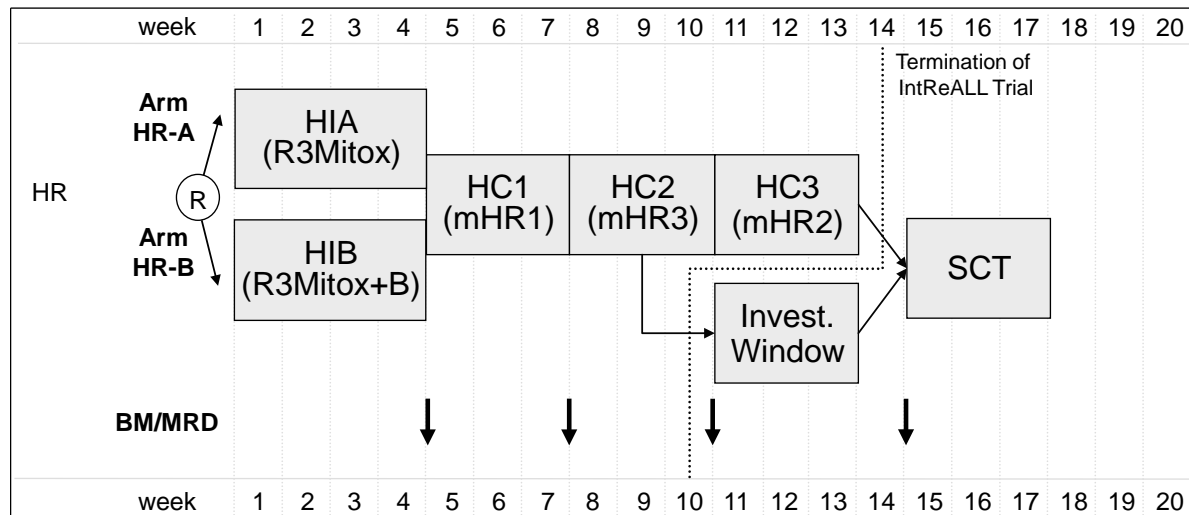 week 1 2 3 4 5 6 7 8 9 10 11 12 13 14 15 16 17 18 19 20
Termination of
IntReALL Trial
Arm
HR-A
HIA
(R3Mitox)
HR
R
HC1
(mHR1)
HC2
(mHR3)
HC3
(mHR2)
Arm
HR-B
HIB
(R3Mitox+B)
SCT
Invest.
Window
BM/MRD
week 1 2 3 4 5 6 7 8 9 10 11 12 13 14 15 16 17 18 19 20